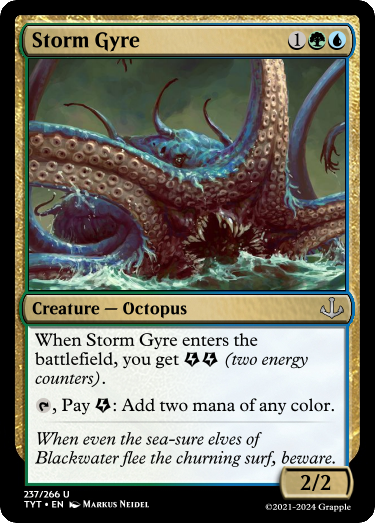 Storm Gyre 1
Creature — Octopus
When Storm Gyre enters the
battlefield, you get (two energy
counters).
, Pay : Add two mana of any color.
When even the sea-sure elves of
Blackwater flee the churning surf, beware.
2/2
237/266 U
TYT • EN Markus Neidel
©2021-2024 Grapple